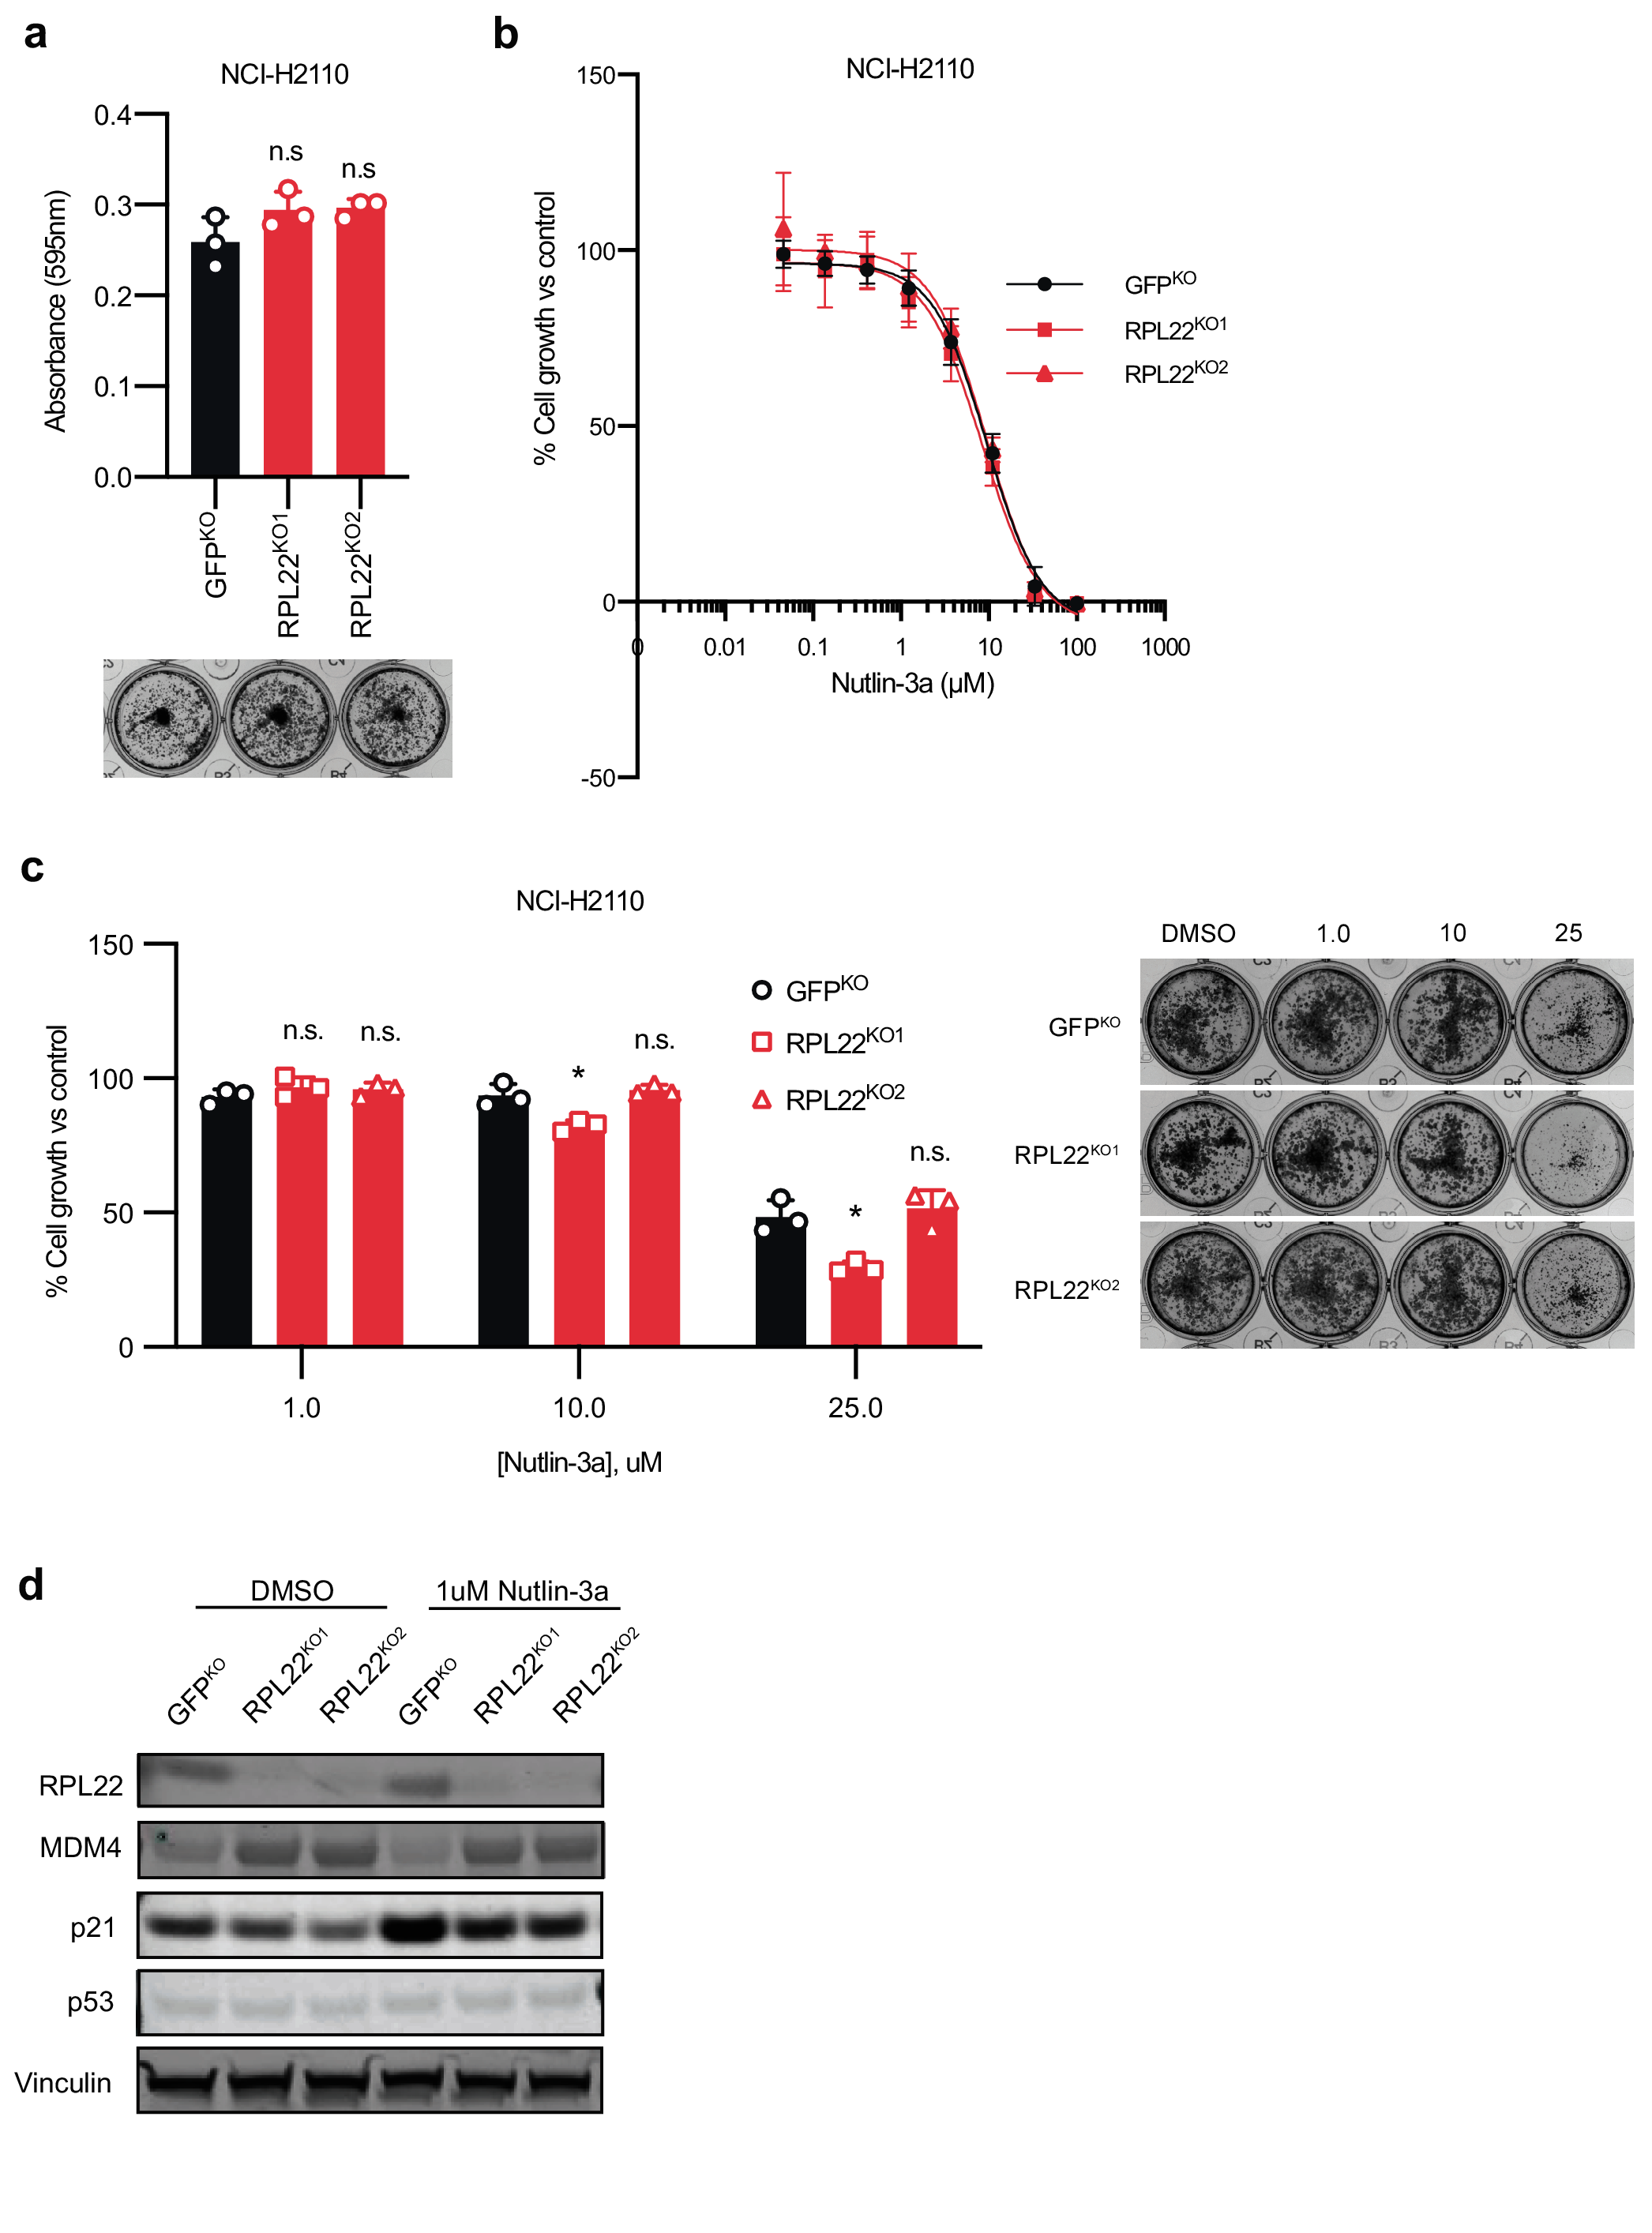 a
NCI-H2110
0.4
0.3
0.2
0.1
0.0
Absorbance (595nm)
n.s
n.s
GFPKO
RPL22KO1
RPL22KO2
b
NCI-H2110
150
100
50
0
-50
% Cell growth vs control
0 0.01 0.1 1 10 100 1000
Nutlin-3a (µM)
GFPKO
RPL22KO1
RPL22KO2
c
NCI-H2110
150
100
50
0
% Cell growth vs control
n.s. n.s.
* n.s.
* n.s.
GFPKO
RPL22KO1
RPL22KO2
1.0 10.0 25.0
[Nutlin-3a], uM
DMSO 1.0 10 25
GFPKO
RPL22KO1
RPL22KO2
d
DMSO 1uM Nutlin-3a
GFPKO RPL22KO1 RPL22KO2 GFPKO RPL22KO1 RPL22KO2
RPL22
MDM4
p21
p53
Vinculin